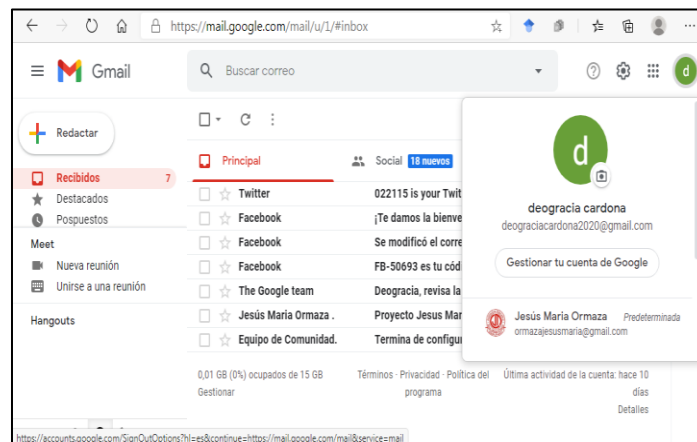 https://mail.google.com/mail/u/1/#inbox
Gmail
Buscar correo
d
Redactar
Recibidos 7
Destacados
Pospuestos
Meet
Nueva reunión
Unirse a una reunión
Hangouts
Principal
Social 18 nuevos
Twitter 022115 is your Twit
Facebook ¡Te damos la bienve
Facebook Se modificó el corre
Facebook FB-50693 es tu códi
The Google team Deogracia, revisa la
Jesús Maria Ormaza . Proyecto Jesus Mar
Equipo de Comunidad. Termina de configu
d
deogracia cardona
deograciacardona2020@gmail.com
Gestionar tu cuenta de Google
Jesús Maria Ormaza Predeterminada
ormazajesusmaria@gmail.com
0,01 GB (0%) ocupados de 15 GB
Gestionar
Términos · Privacidad · Política del
programa
Última actividad de la cuenta: hace 10
días
Detalles
https://accounts.google.com/SignOutOptions?hl=es&continue=https://mail.google.com/mail&service=mail